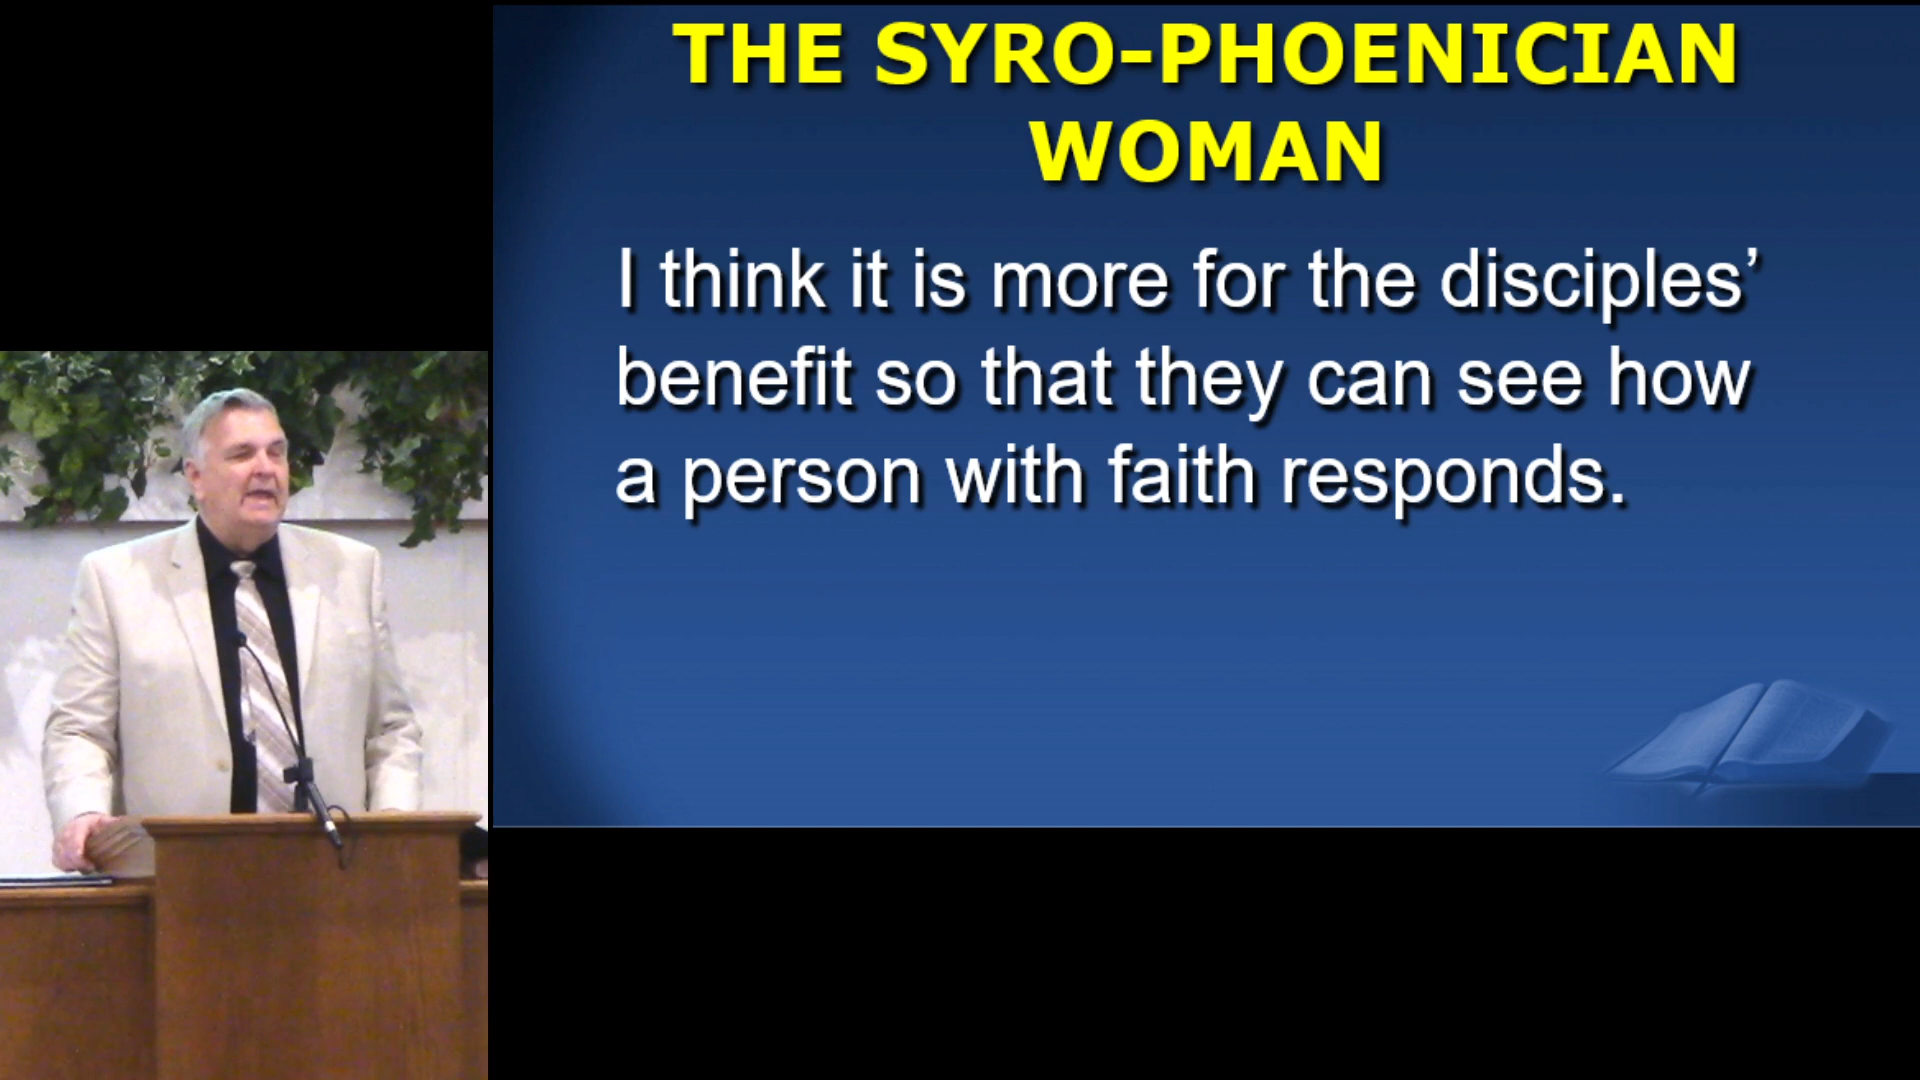 THE SYRO-PHOENICIAN
WOMAN
I think it is more for the disciples’
benefit so that they can see how
a person with faith responds.